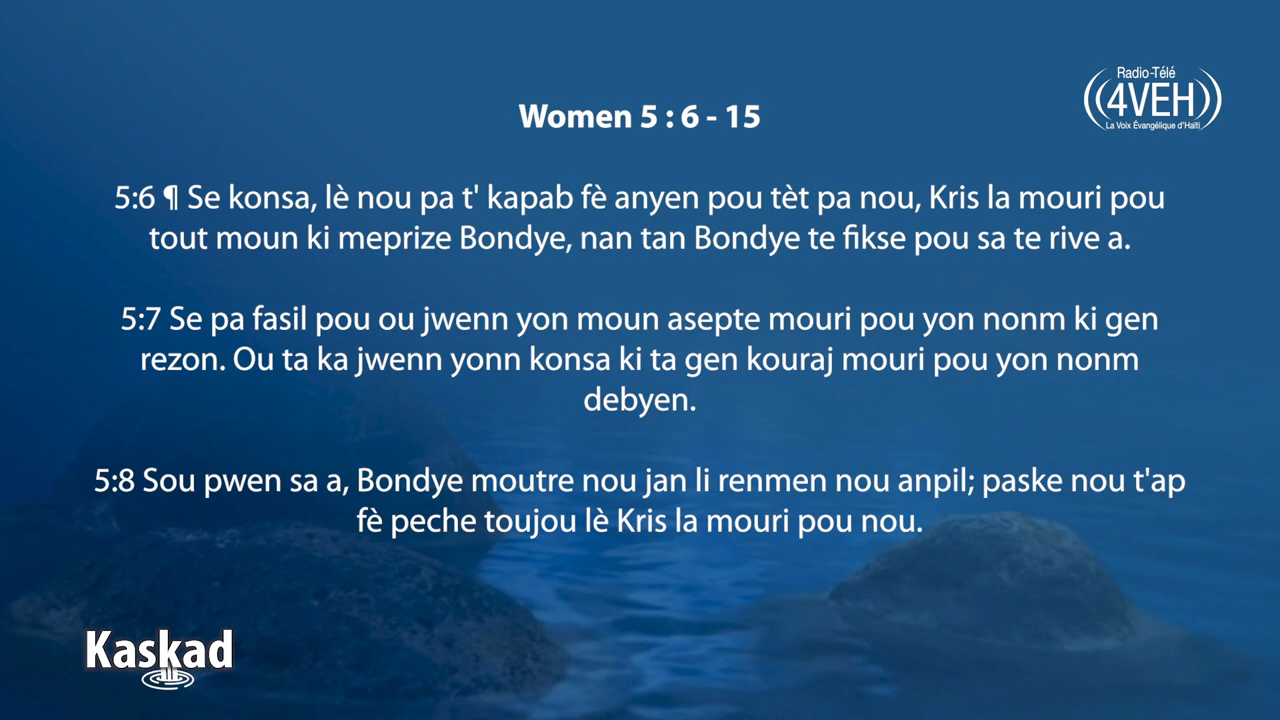 Radio-Télé
4VEH
La Voix Évangélique d'Haïti
Women 5 : 6 - 15
5:6 ¶ Se konsa, lè nou pa t' kapab fè anyen pou tèt pa nou, Kris la mouri pou
tout moun ki meprize Bondye, nan tan Bondye te fikse pou sa te rive a.
5:7 Se pa fasil pou ou jwenn yon moun asepte mouri pou yon nonm ki gen
rezon. Ou ta ka jwenn yonn konsa ki ta gen kouraj mouri pou yon nonm
debyen.
5:8 Sou pwen sa a, Bondye moutre nou jan li renmen nou anpil; paske nou t'ap
fè peche toujou lè Kris la mouri pou nou.
Kaskad